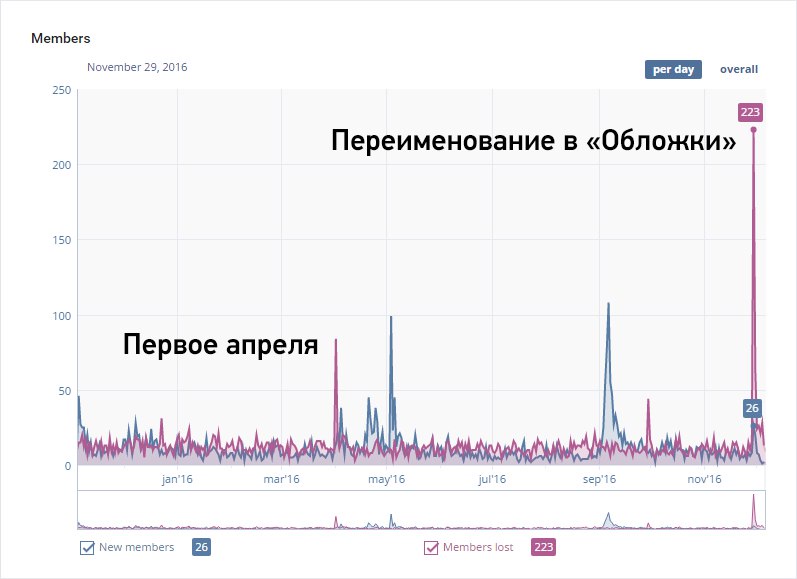 Members
November 29, 2016
per day overall
250
223
Переименование в «Обложки»
200
150
100
Первое апреля
50
26
0
jan'16 mar'16 may'16 jul'16 sep'16 nov'16
New members 26 Members lost 223